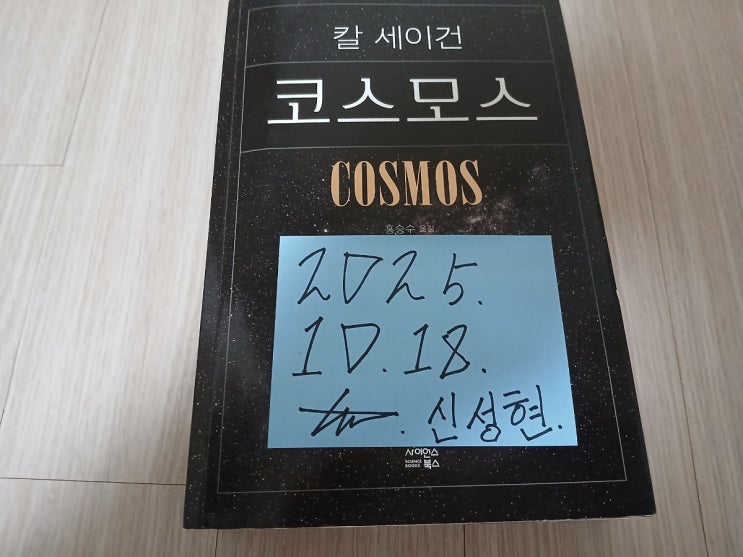 칼 세이건
코스모스
COSMOS
홍승수 옮김
2025.
10.18.
. 신성현.
사이언스
SCIENCE BOOKS 북스